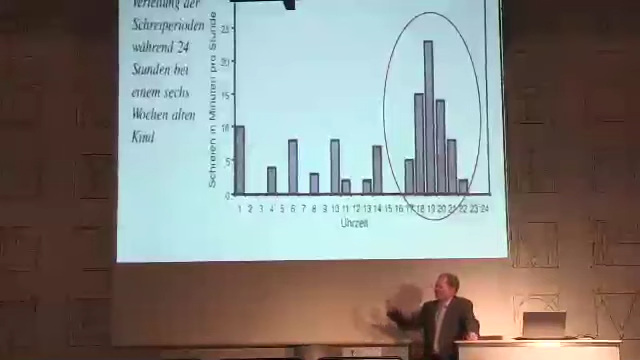 Verteilung der
Schreiperioden
während 24
Stunden bei
einem sechs
Wochen alten
Kind
Schreien in Minuten pro Stunde
25
20
15
10
5
0
1 2 3 4 5 6 7 8 9 10 11 12 13 14 15 16 17 18 19 20 21 22 23 24
Uhrzeit